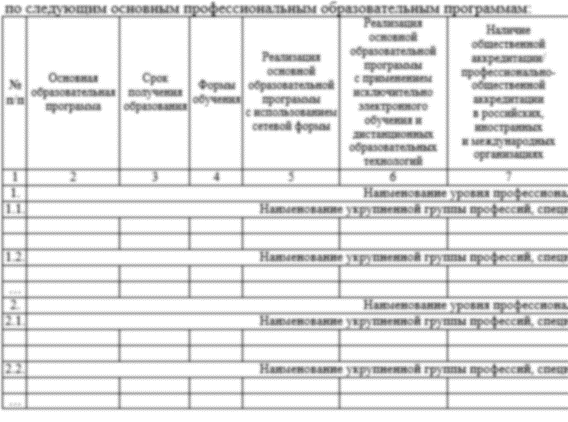 по следующим основным профессиональным образовательным программам:
№
п/п
Основная
образовательная
программа
Срок
получения
образования
Формы
обучения
Реализация
основной
образовательной
программы
с использованием
сетевой формы
Реализация
основной
образовательной
программы
с применением
исключительно
электронного
обучения и
дистанционных
образовательных
технологий
Наличие
общественной
аккредитации/
профессионально-
общественной
аккредитации
в российских,
иностранных
и международных
организациях
1 2 3 4 5 6 7
1. Наименование уровня профессионал
1.1. Наименование укрупненной группы профессий, специ
1.2. Наименование укрупненной группы профессий, специ
...
2. Наименование уровня профессионал
2.1. Наименование укрупненной группы профессий, специ
2.2. Наименование укрупненной группы профессий, специ
...